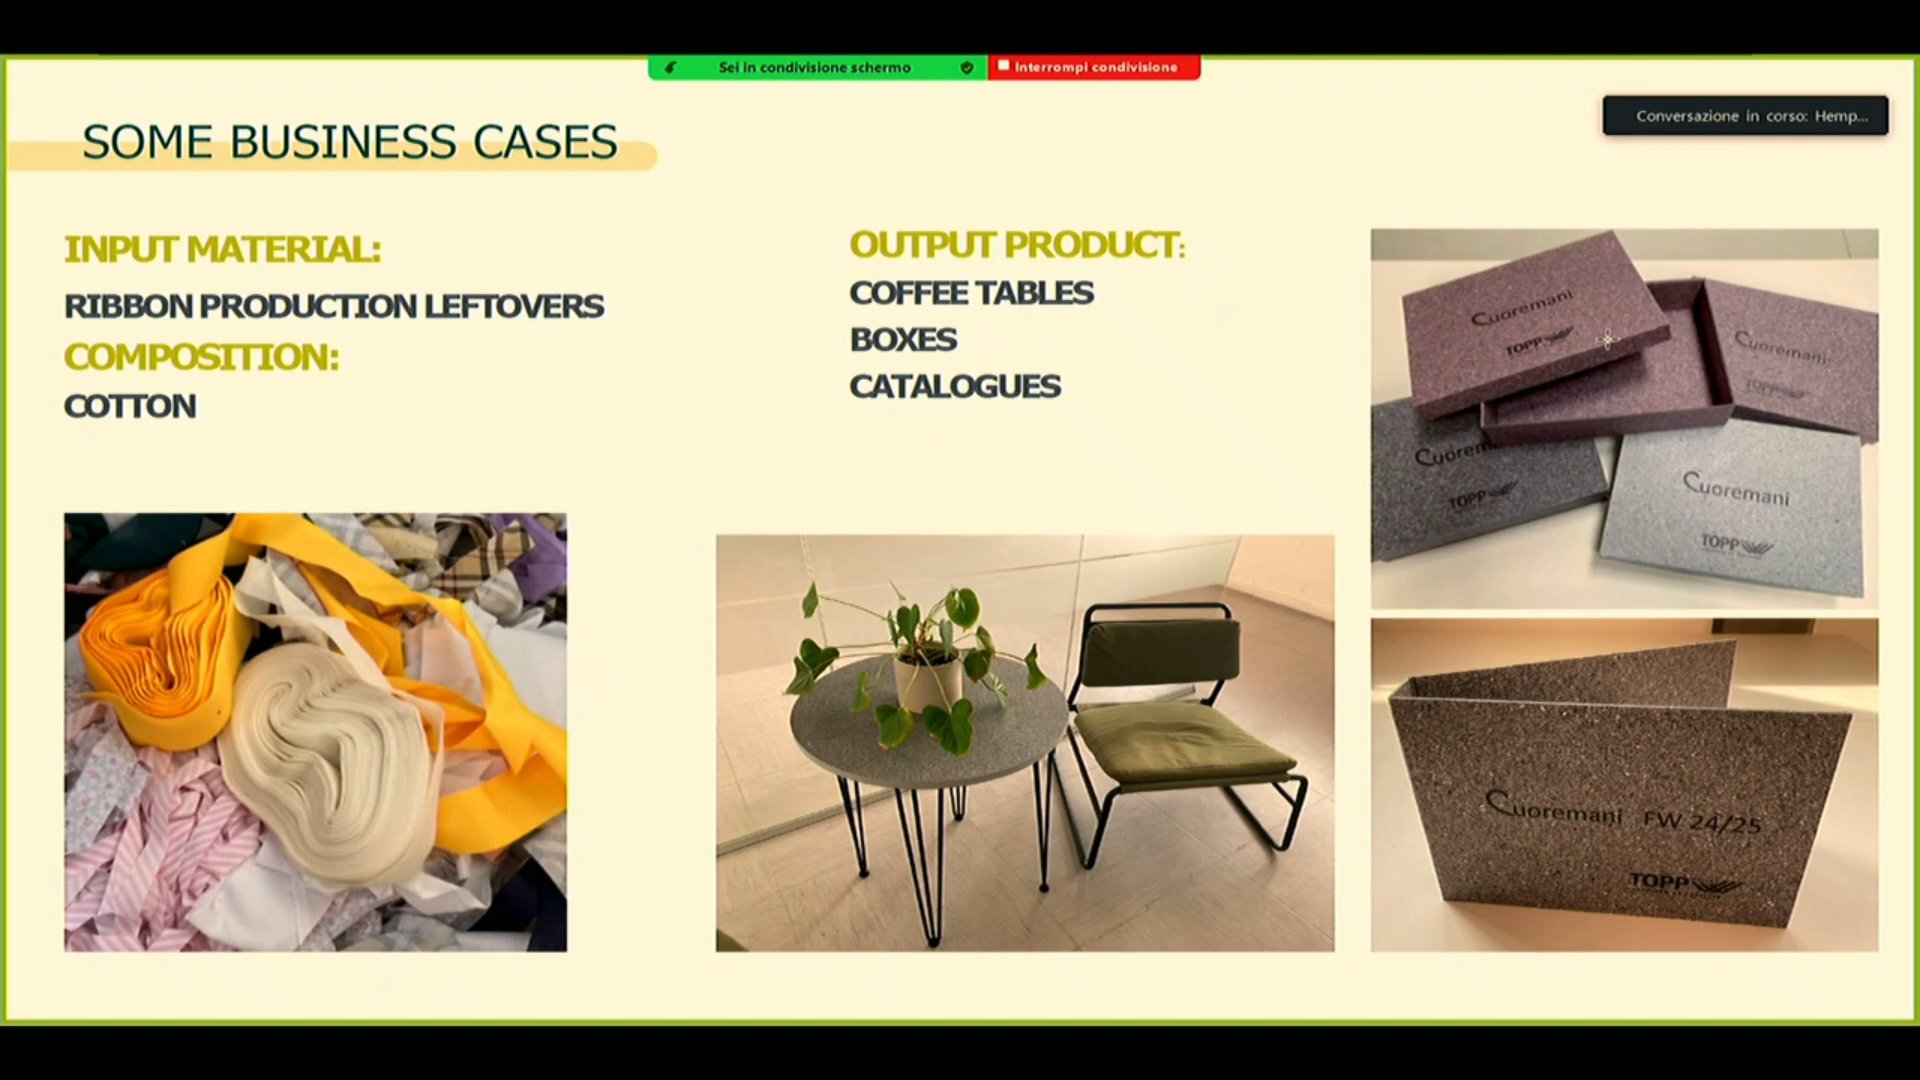 Sei in condivisione schermo
Interrompi condivisione
Conversazione in corso: Hemp...
SOME BUSINESS CASES
INPUT MATERIAL:
RIBBON PRODUCTION LEFTOVERS
COMPOSITION:
COTTON
OUTPUT PRODUCT:
COFFEE TABLES
BOXES
CATALOGUES
Cuoremani
TOPP
Cuoremani
Cuorem
TOPP
Cuoremani
TOPP
Cuoremani FW 24/25
TOPP